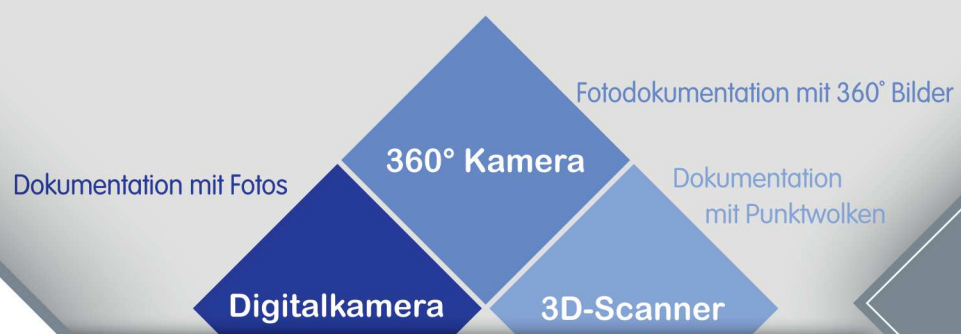 Fotodokumentation mit 360° Bilder
360° Kamera
Dokumentation mit Fotos
Dokumentation
mit Punktwolken
Digitalkamera
3D-Scanner